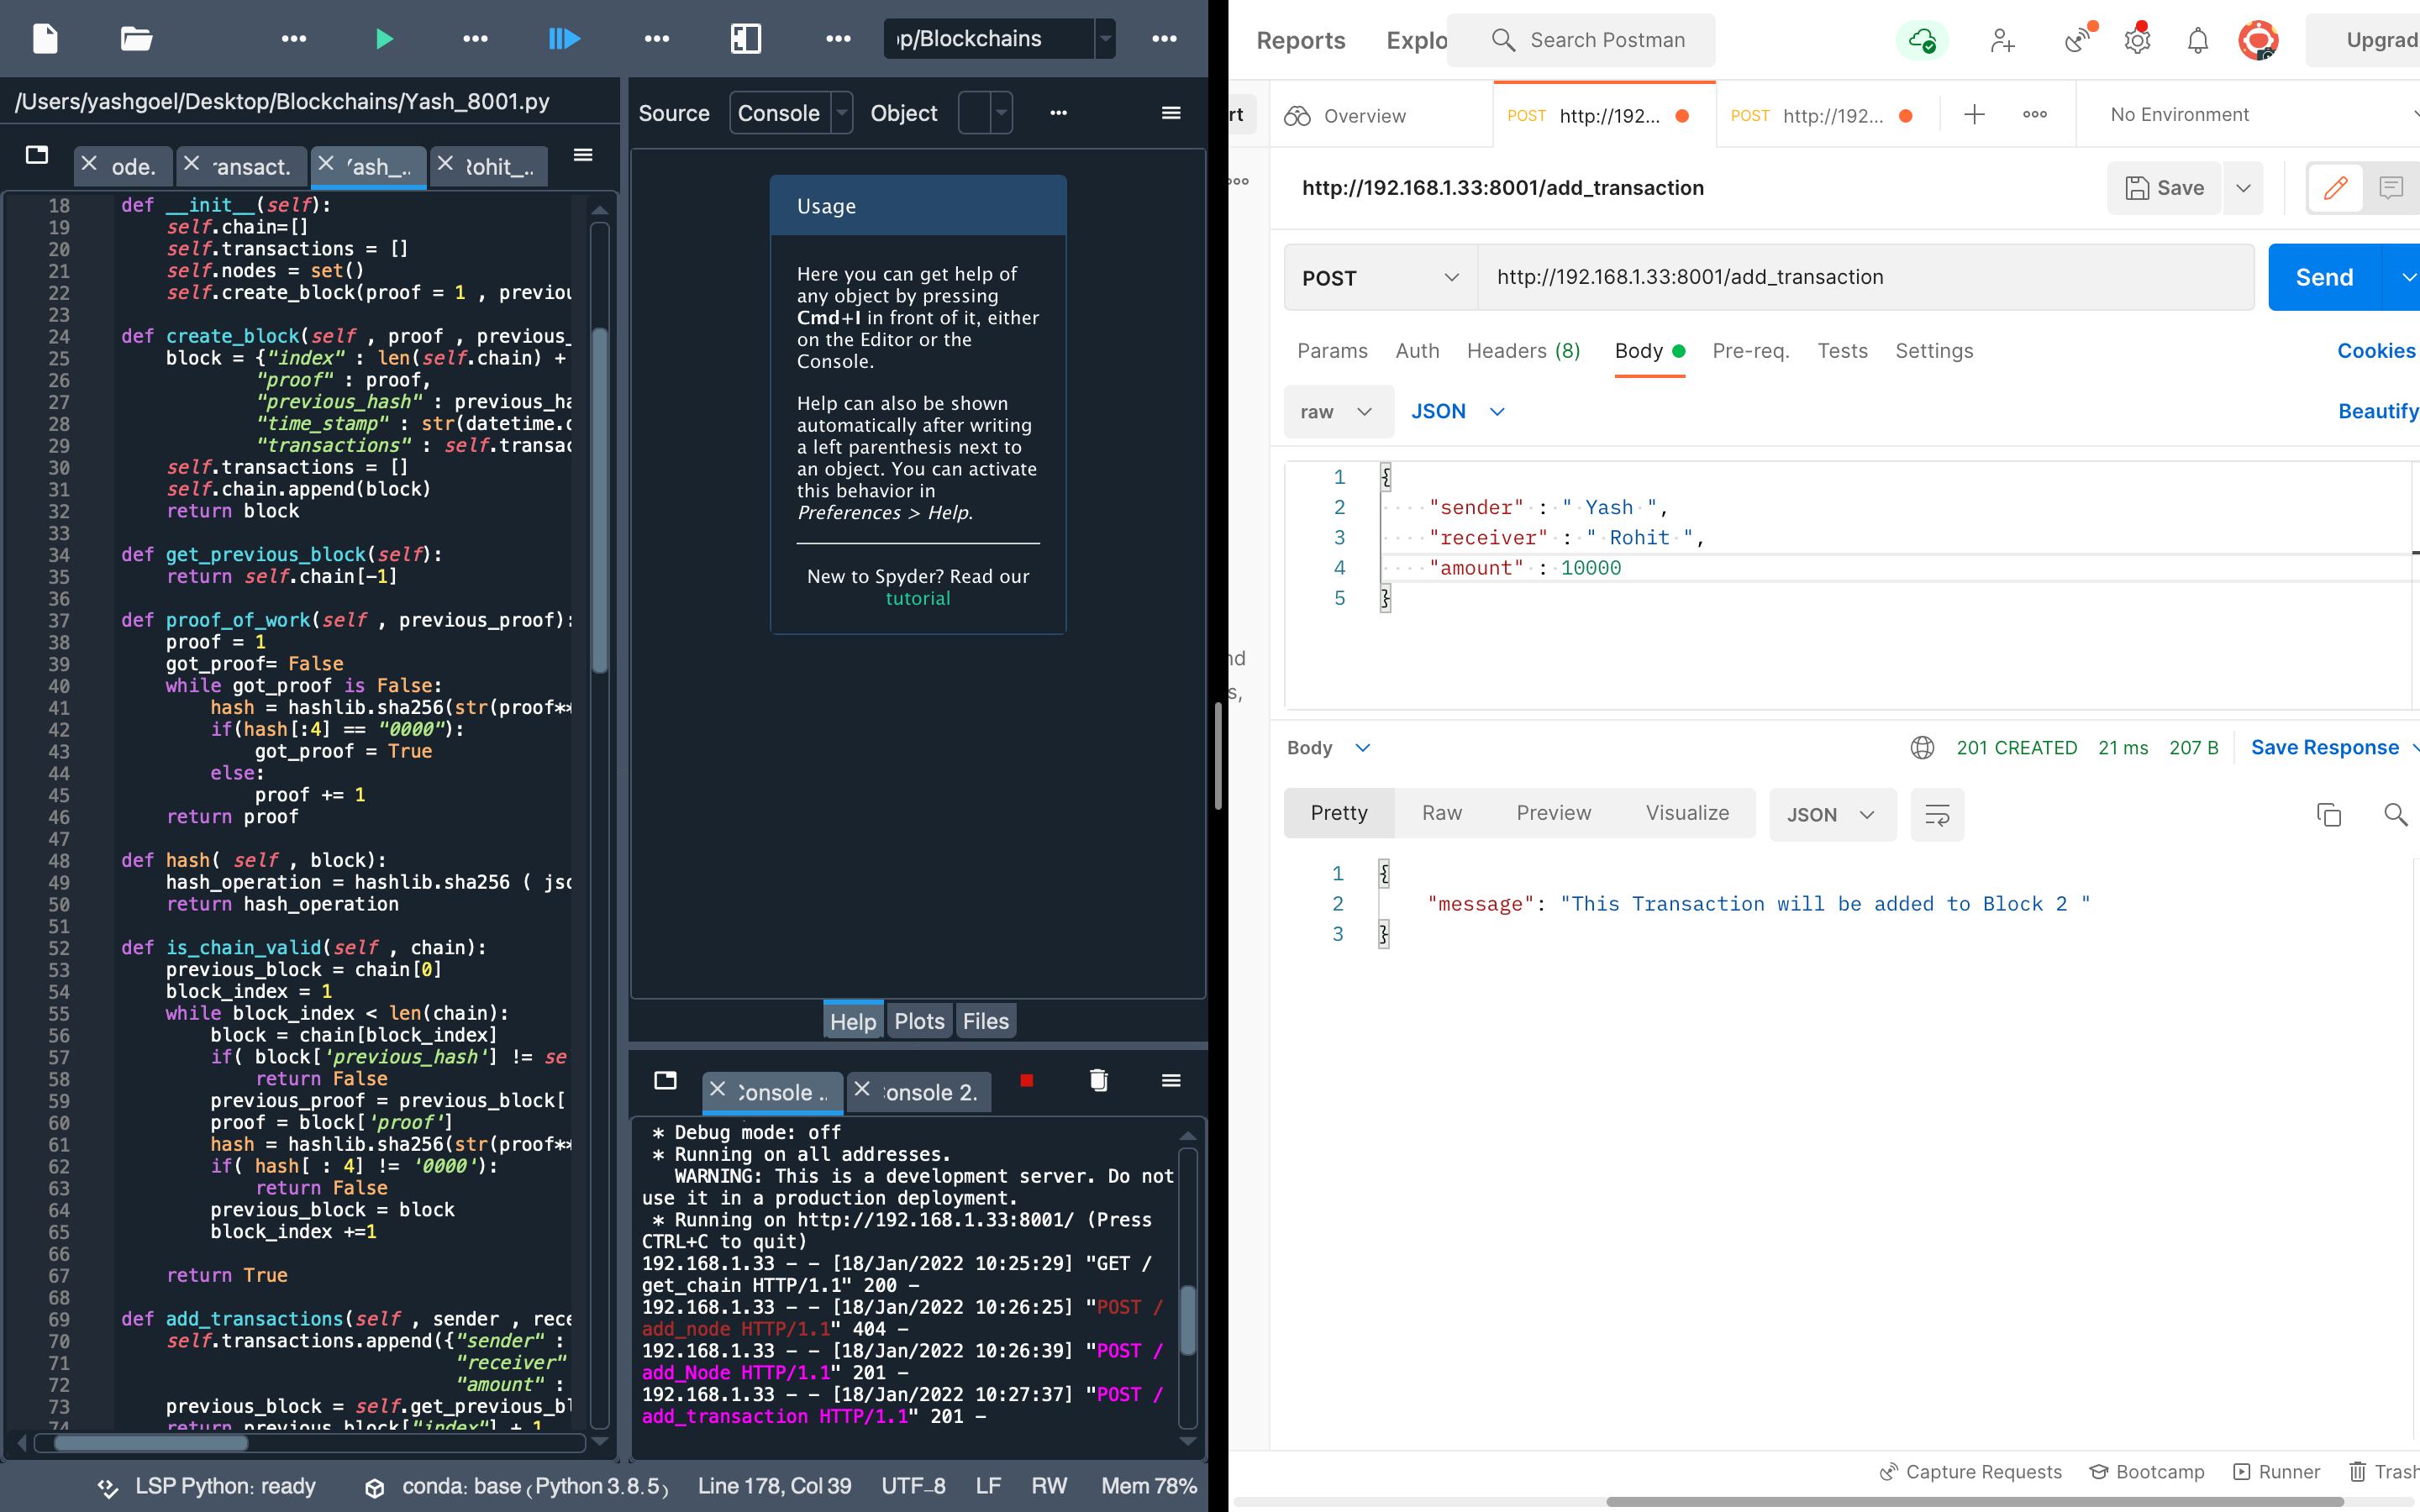 p/Blockchains
/Users/yashgoel/Desktop/Blockchains/Yash_8001.py
ode.
ransact.
ash_..
ohit_..
18 def __init__(self):
19 self.chain=[]
20 self.transactions = []
21 self.nodes = set()
22 self.create_block(proof = 1 , previou
23
24 def create_block(self , proof , previous_
25 block = {"index" : len(self.chain) +
26 "proof" : proof,
27 "previous_hash" : previous_ha
28 "time_stamp" : str(datetime.d
29 "transactions" : self.transac
30 self.transactions = []
31 self.chain.append(block)
32 return block
33
34 def get_previous_block(self):
35 return self.chain[-1]
36
37 def proof_of_work(self , previous_proof):
38 proof = 1
39 got_proof= False
40 while got_proof is False:
41 hash = hashlib.sha256(str(proof**
42 if(hash[:4] == "0000"):
43 got_proof = True
44 else:
45 proof += 1
46 return proof
47
48 def hash( self , block):
49 hash_operation = hashlib.sha256 ( jso
50 return hash_operation
51
52 def is_chain_valid(self , chain):
53 previous_block = chain[0]
54 block_index = 1
55 while block_index < len(chain):
56 block = chain[block_index]
57 if( block['previous_hash'] != se
58 return False
59 previous_proof = previous_block[
60 proof = block['proof']
61 hash = hashlib.sha256(str(proof**
62 if( hash[ : 4] != '0000'):
63 return False
64 previous_block = block
65 block_index +=1
66
67 return True
68
69 def add_transactions(self , sender , rece
70 self.transactions.append({"sender" :
71 "receiver"
72 "amount" :
73 previous_block = self.get_previous_bl
74 return previous_block["index"] + 1
Source Console Object
Usage
Here you can get help of
any object by pressing
Cmd+I in front of it, either
on the Editor or the
Console.
Help can also be shown
automatically after writing
a left parenthesis next to
an object. You can activate
this behavior in
Preferences > Help.
New to Spyder? Read our
tutorial
Help Plots Files
Console ..
onsole 2.
* Debug mode: off
* Running on all addresses.
WARNING: This is a development server. Do not
use it in a production deployment.
* Running on http://192.168.1.33:8001/ (Press
CTRL+C to quit)
192.168.1.33 - - [18/Jan/2022 10:25:29] "GET /
get_chain HTTP/1.1" 200 -
192.168.1.33 - - [18/Jan/2022 10:26:25] "POST /
add_node HTTP/1.1" 404 -
192.168.1.33 - - [18/Jan/2022 10:26:39] "POST /
add_Node HTTP/1.1" 201 -
192.168.1.33 - - [18/Jan/2022 10:27:37] "POST /
add_transaction HTTP/1.1" 201 -
LSP Python: ready conda: base (Python 3.8.5) Line 178, Col 39 UTF-8 LF RW Mem 78%
Reports Explo Search Postman Upgrad
rt Overview POST http://192... POST http://192... No Environment
http://192.168.1.33:8001/add_transaction Save
POST http://192.168.1.33:8001/add_transaction Send
Params Auth Headers (8) Body Pre-req. Tests Settings Cookies
raw JSON Beautify
1 {
2 "sender" : " Yash ",
3 "receiver" : " Rohit ",
4 "amount" : 10000
5 }
nd
s,
Body 201 CREATED 21 ms 207 B Save Response
Pretty Raw Preview Visualize JSON
1 {
2 "message": "This Transaction will be added to Block 2 "
3 }
Capture Requests Bootcamp Runner Trash